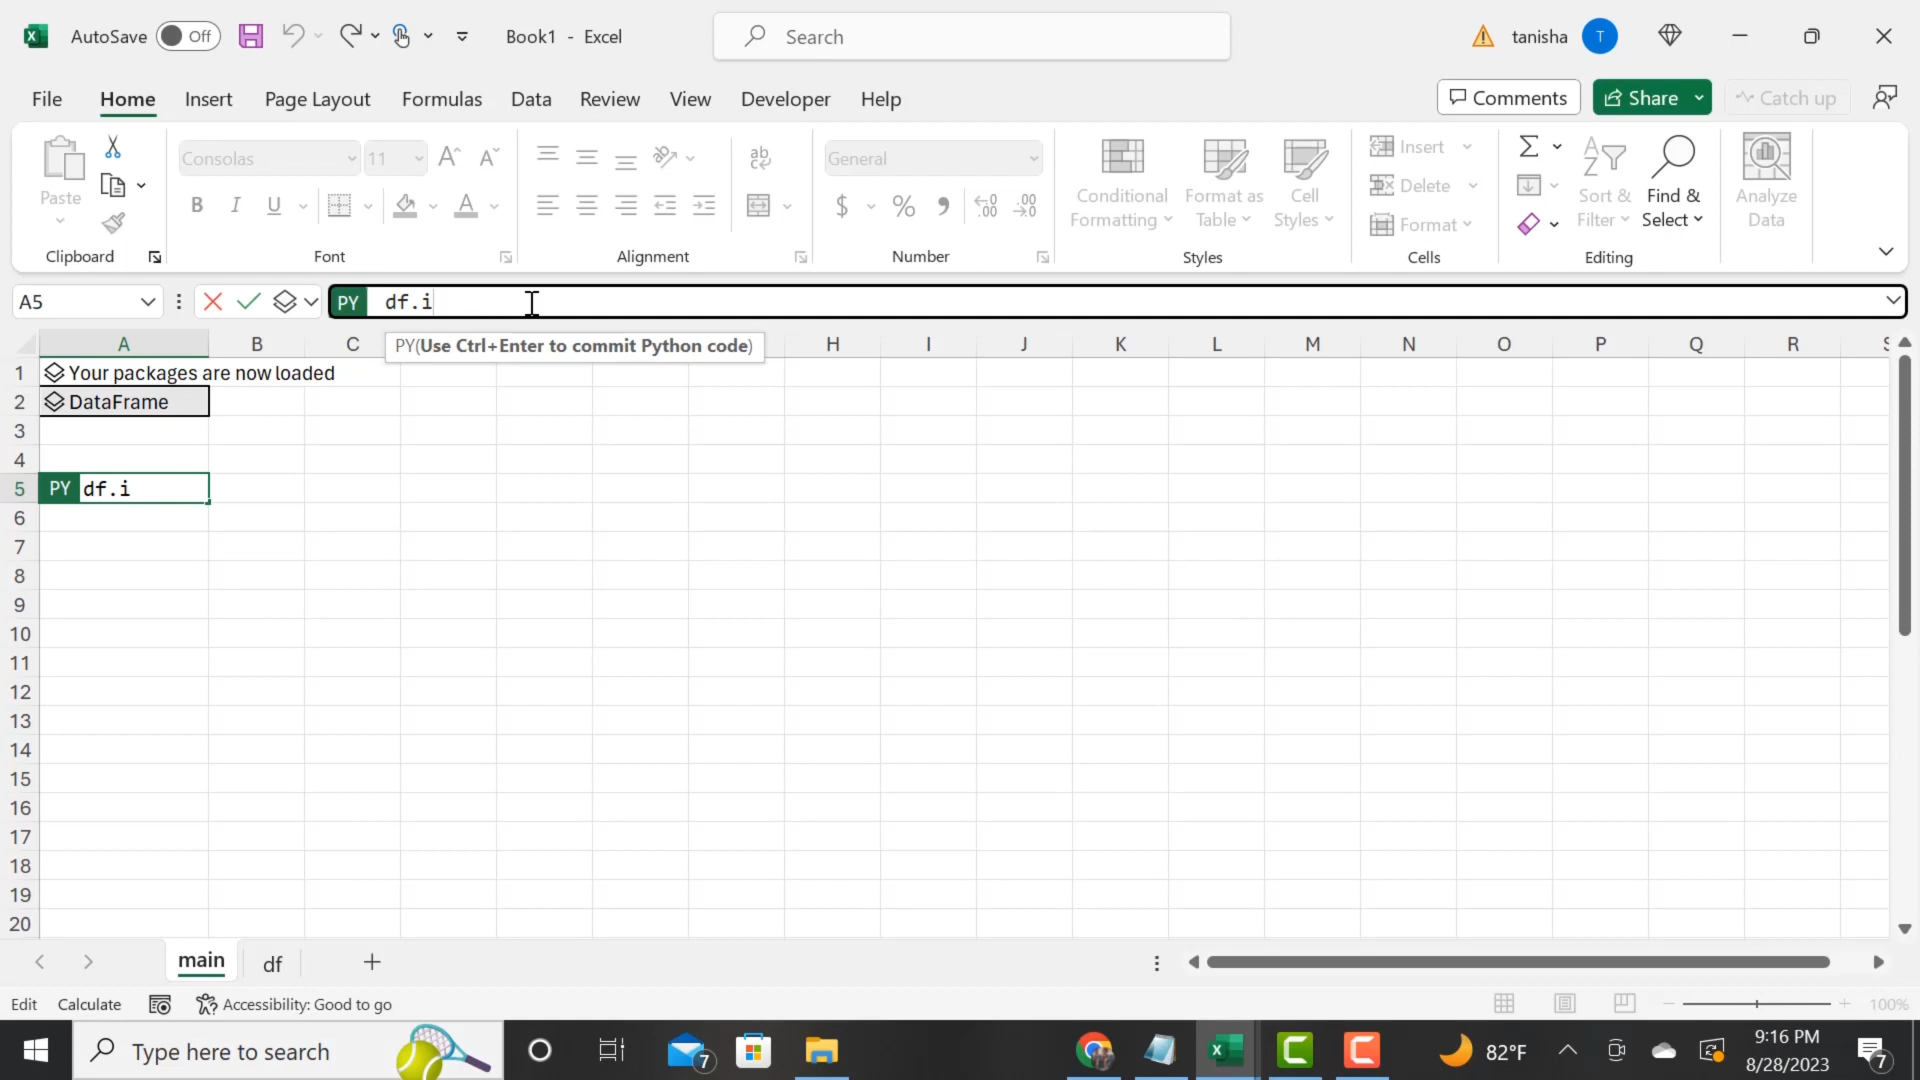 AutoSave Off Book1 - Excel Search tanisha T
File Home Insert Page Layout Formulas Data Review View Developer Help Comments Share Catch up
Consolas 11 General
Paste
B I U $ %
Conditional Formatting
Format as Table
Cell Styles
Insert
Delete
Format
Sort & Filter
Find & Select
Analyze Data
Clipboard Font Alignment Number Styles Cells Editing
A5 PY df.i
PY(Use Ctrl+Enter to commit Python code)
A B C H I J K L M N O P Q R S
1 Your packages are now loaded
2 DataFrame
3
4
5 PY df.i
6
7
8
9
10
11
12
13
14
15
16
17
18
19
20
main df
Edit Calculate Accessibility: Good to go 100%
Type here to search 7 82°F 9:16 PM 7
8/28/2023